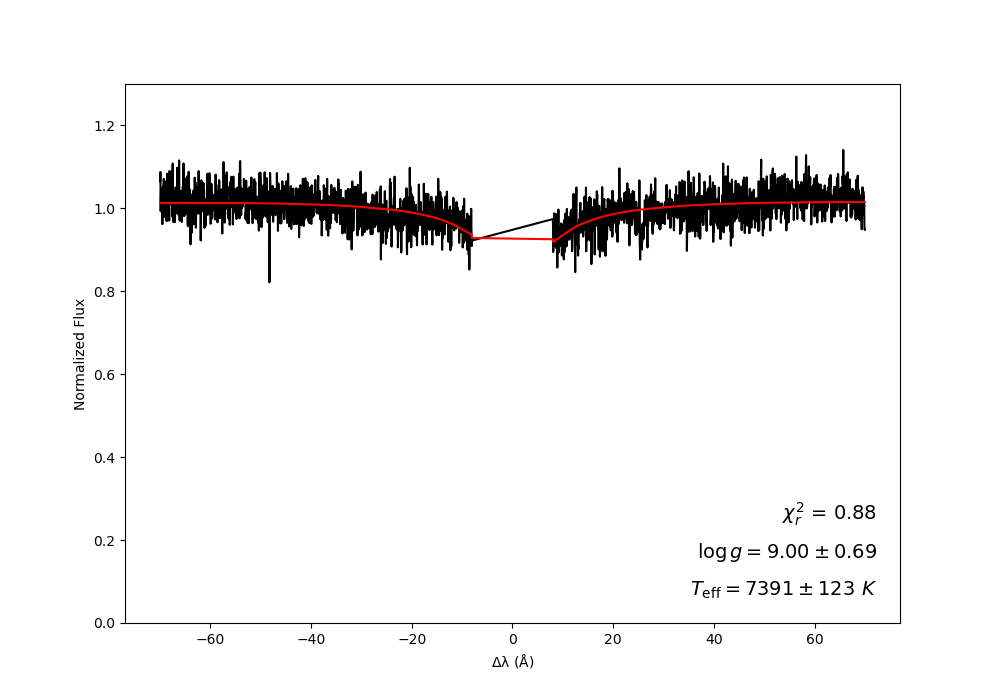 1.2
1.0
0.8
0.6
0.4
0.2
0.0
Normalized Flux
χ²ᵣ = 0.88
log g = 9.00 ± 0.69
T_eff = 7391 ± 123 K
−60 −40 −20 0 20 40 60
Δλ (Å)